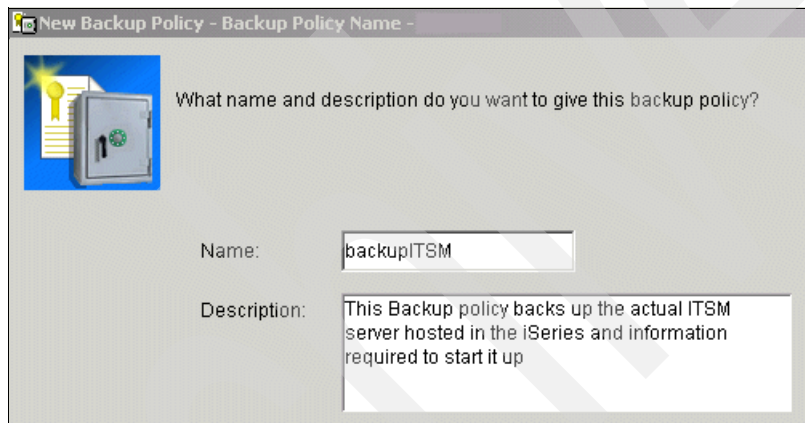 New Backup Policy - Backup Policy Name -
What name and description do you want to give this backup policy?
Name:
backupITSM
Description:
This Backup policy backs up the actual ITSM
server hosted in the iSeries and information
required to start it up